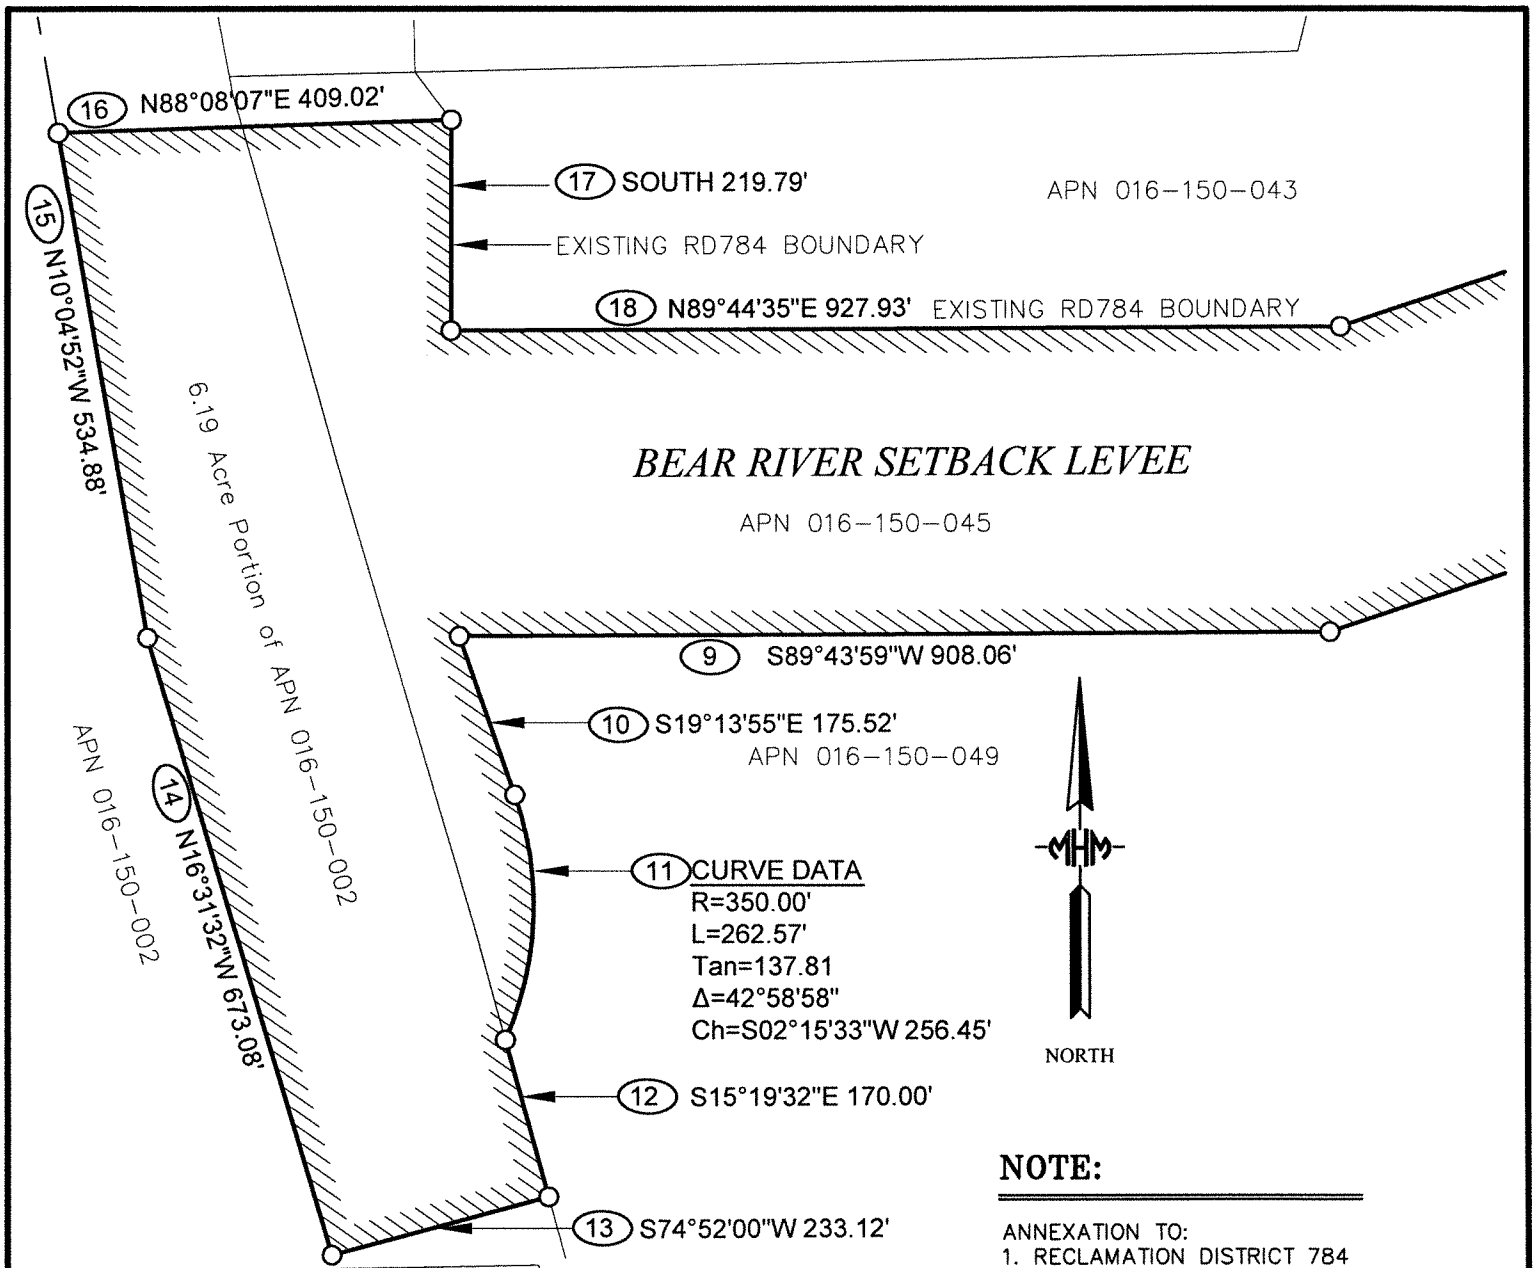 16 N88°08'07"E 409.02'
17 SOUTH 219.79'
APN 016-150-043
15 N10°04'52"W 534.88'
EXISTING RD784 BOUNDARY
18 N89°44'35"E 927.93' EXISTING RD784 BOUNDARY
6.19 Acre Portion of APN 016-150-002
BEAR RIVER SETBACK LEVEE
APN 016-150-045
9 S89°43'59"W 908.06'
10 S19°13'55"E 175.52'
APN 016-150-049
APN 016-150-002
14 N16°31'32"W 673.08'
11 CURVE DATA
R=350.00'
L=262.57'
Tan=137.81
Δ=42°58'58"
Ch=S02°15'33"W 256.45'
MHM
NORTH
12 S15°19'32"E 170.00'
13 S74°52'00"W 233.12'
NOTE:
ANNEXATION TO:
1. RECLAMATION DISTRICT 784